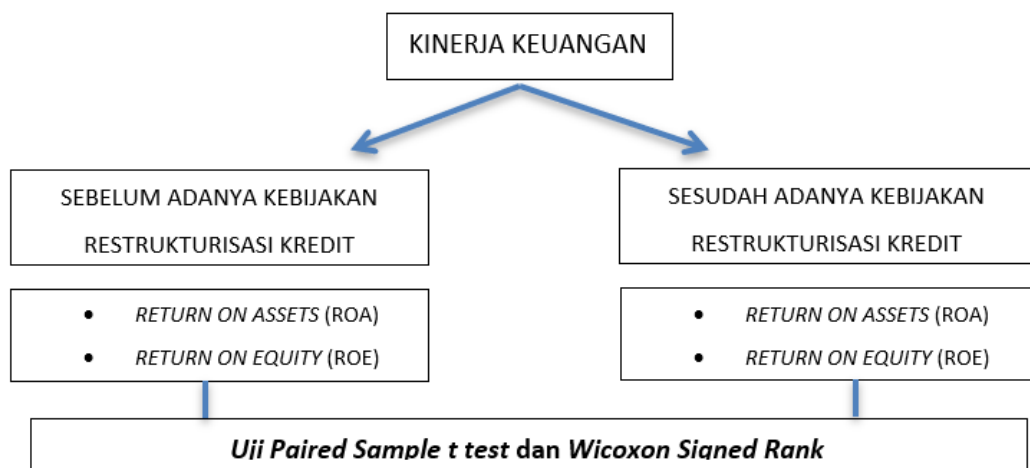 KINERJA KEUANGAN
SEBELUM ADANYA KEBIJAKAN
RESTRUKTURISASI KREDIT
SESUDAH ADANYA KEBIJAKAN
RESTRUKTURISASI KREDIT
• RETURN ON ASSETS (ROA)
• RETURN ON EQUITY (ROE)
• RETURN ON ASSETS (ROA)
• RETURN ON EQUITY (ROE)
Uji Paired Sample t test dan Wicoxon Signed Rank